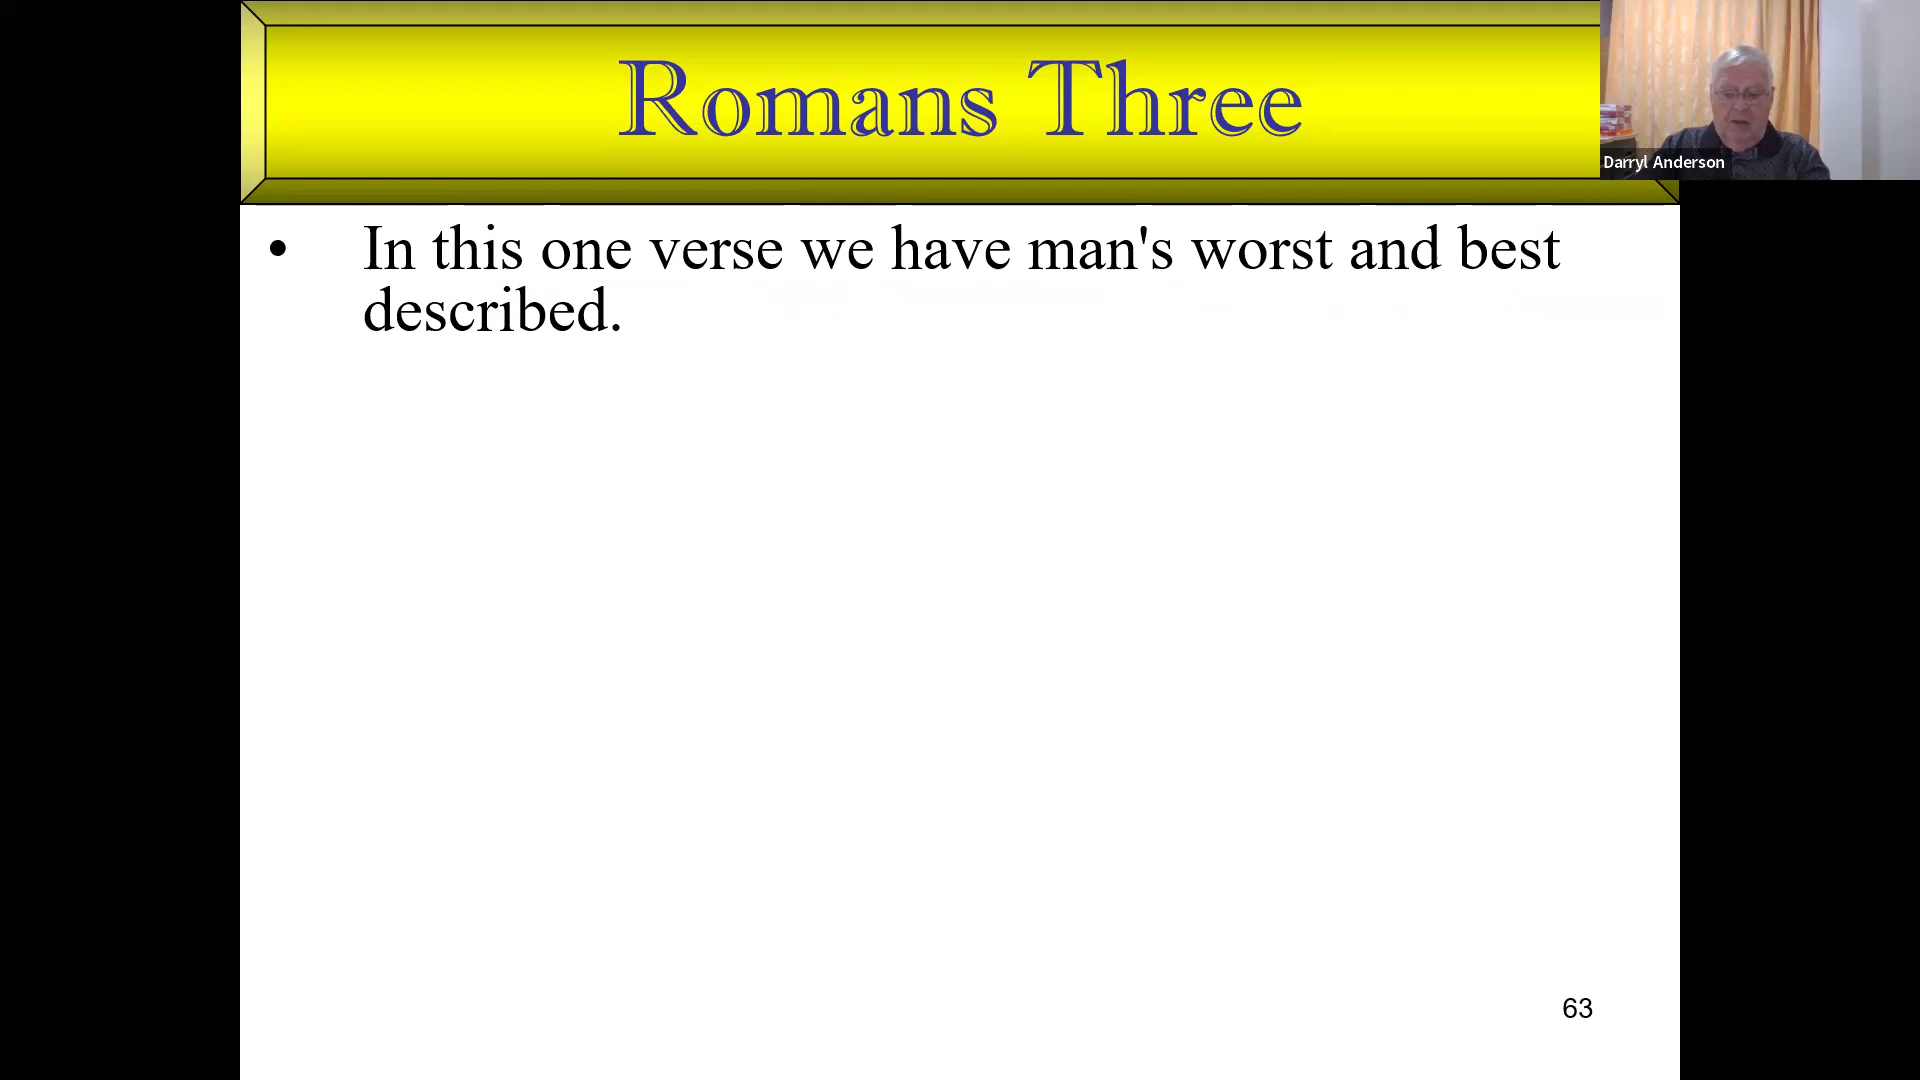 Romans Three
Darryl Anderson
• In this one verse we have man's worst and best
described.
63